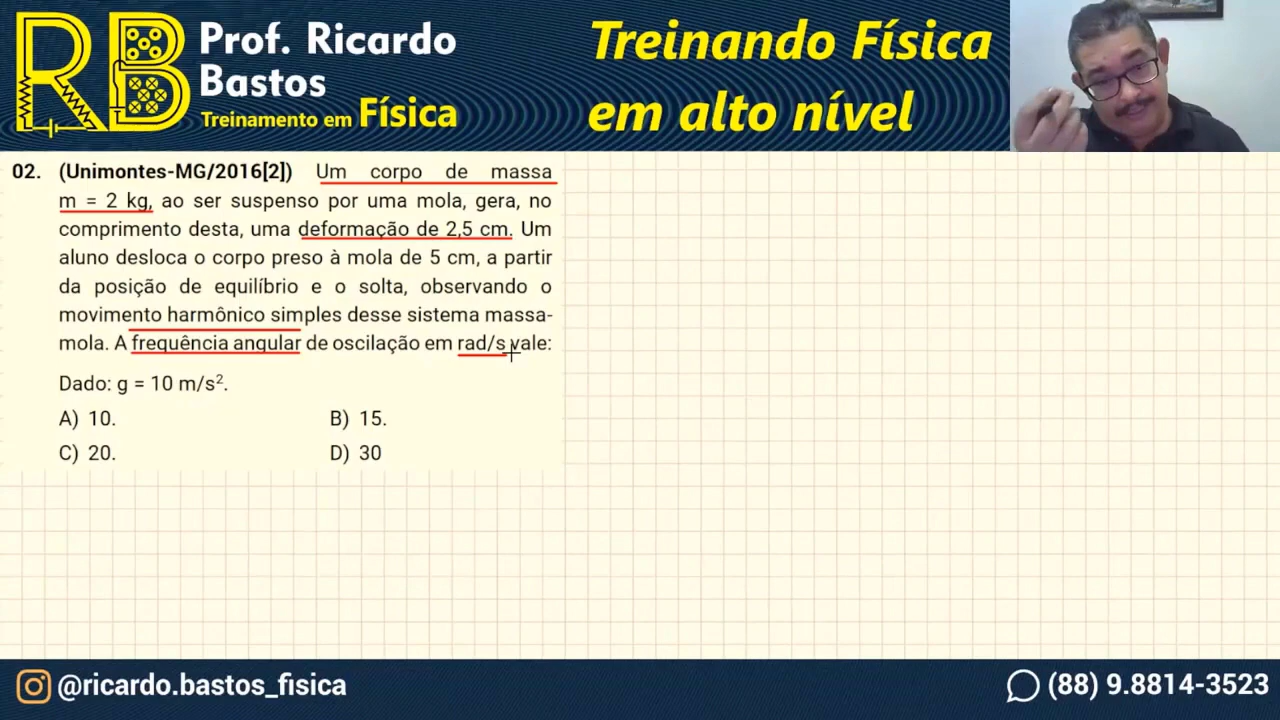 RB
Prof. Ricardo
Bastos
Treinamento em Física
Treinando Física
em alto nível
02. (Unimontes-MG/2016[2]) Um corpo de massa
m = 2 kg, ao ser suspenso por uma mola, gera, no
comprimento desta, uma deformação de 2,5 cm. Um
aluno desloca o corpo preso à mola de 5 cm, a partir
da posição de equilíbrio e o solta, observando o
movimento harmônico simples desse sistema massa-
mola. A frequência angular de oscilação em rad/s vale:
Dado: g = 10 m/s².
A) 10. B) 15.
C) 20. D) 30
@ricardo.bastos_fisica (88) 9.8814-3523